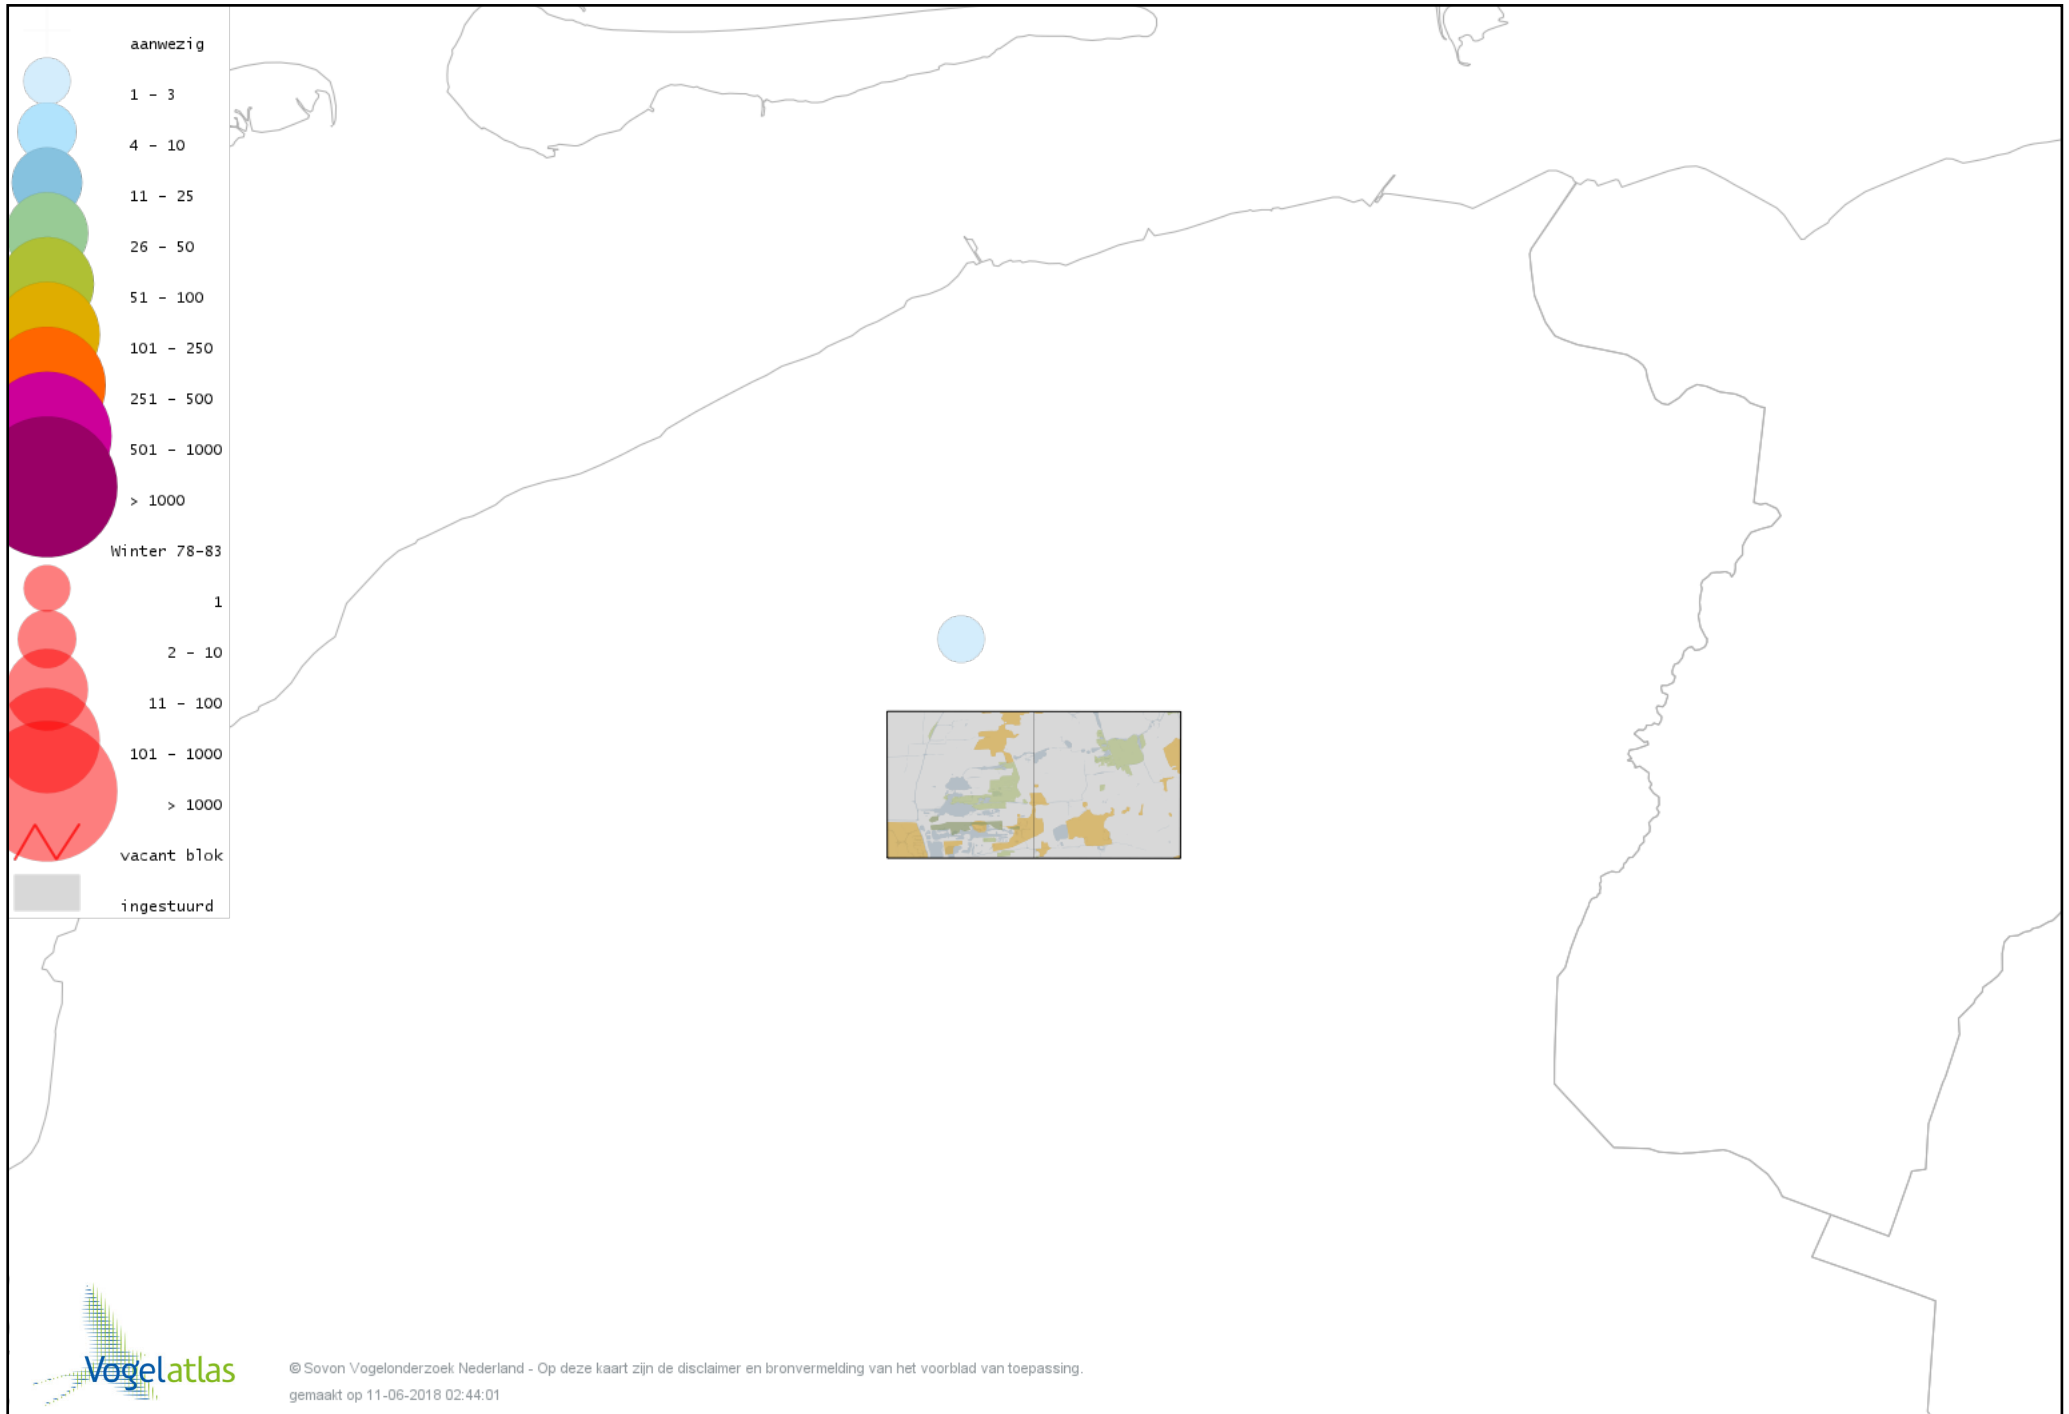 aanwezig
1 - 3
4 - 10
11 - 25
26 - 50
51 - 100
101 - 250
251 - 500
501 - 1000
> 1000
Winter 78-83
1
2 - 10
11 - 100
101 - 1000
> 1000
vacant blok
ingestuurd
Vogelatlas
© Sovon Vogelonderzoek Nederland - Op deze kaart zijn de disclaimer en bronvermelding van het voorblad van toepassing.
gemaakt op 11-06-2018 02:44:01